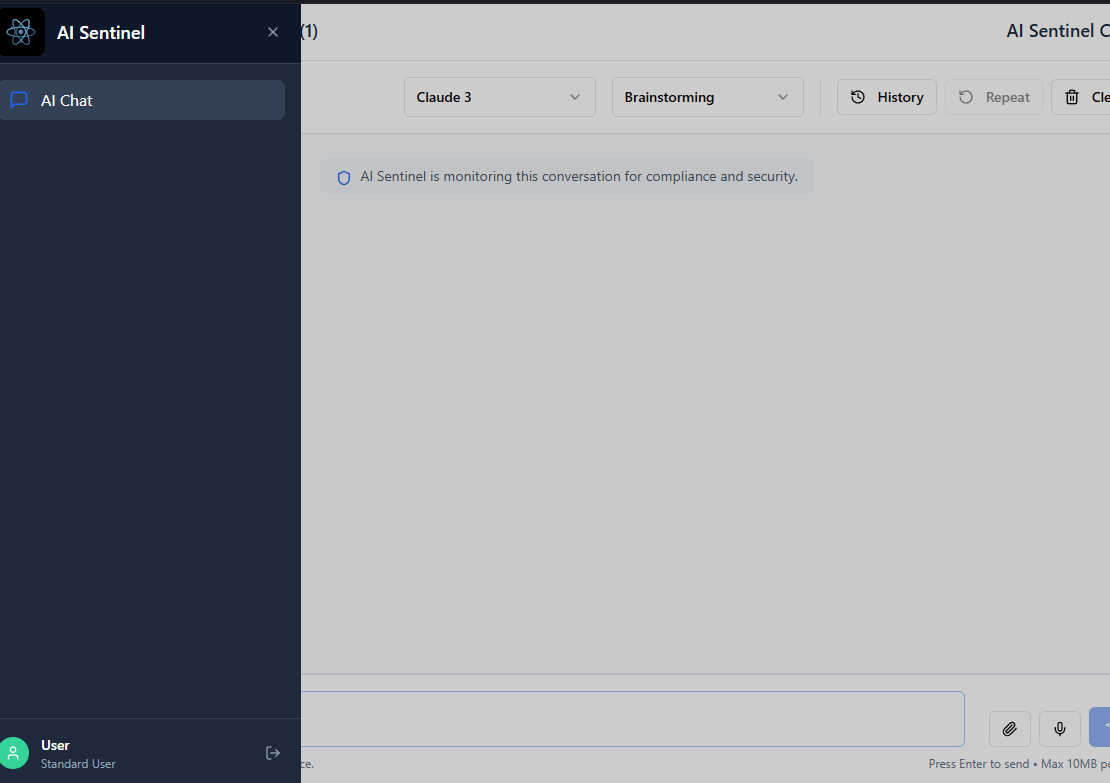 AI Sentinel
(1)
AI Sentinel C
AI Chat
Claude 3
Brainstorming
History
Repeat
Cle
AI Sentinel is monitoring this conversation for compliance and security.
User
Standard User
ce.
Press Enter to send • Max 10MB pe